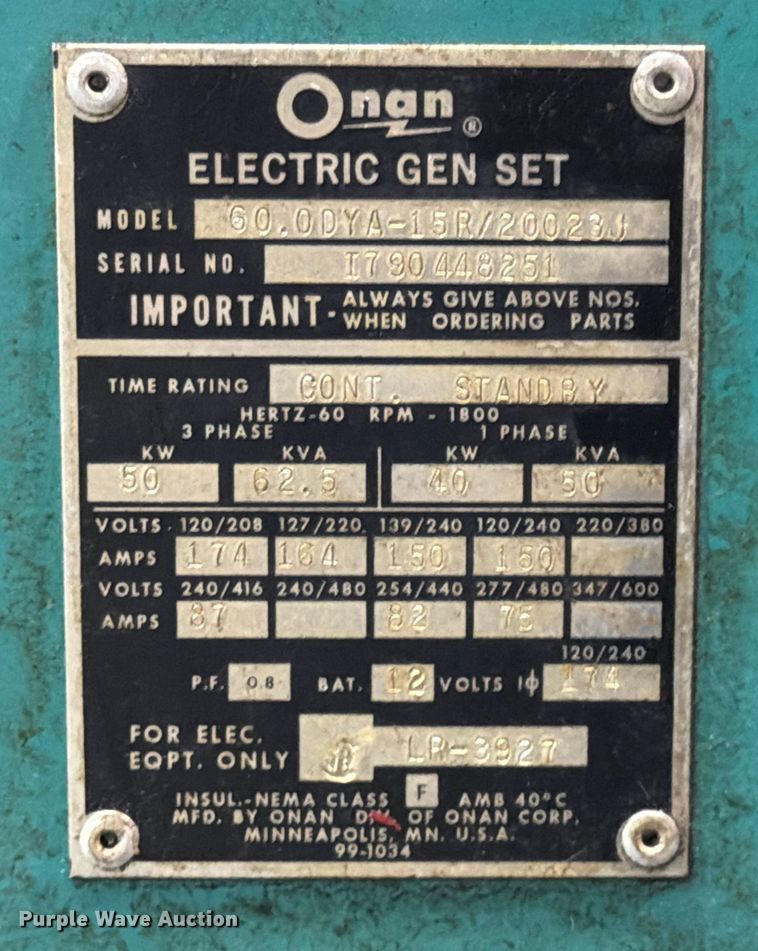 Onan ®
ELECTRIC GEN SET
MODEL 60.0DYA-15R/20023J
SERIAL NO. I790448251
IMPORTANT - ALWAYS GIVE ABOVE NOS.
WHEN ORDERING PARTS
TIME RATING CONT. STANDBY
HERTZ-60 RPM - 1800
3 PHASE 1 PHASE
KW KVA KW KVA
50 62.5 40 50
VOLTS 120/208 127/220 139/240 120/240 220/380
AMPS 174 164 150 150
VOLTS 240/416 240/480 254/440 277/480 347/600
AMPS 87 82 75
120/240
P.F. 0.8 BAT. 12 VOLTS 1ϕ 174
FOR ELEC.
EQPT. ONLY LR-3927
INSUL.-NEMA CLASS F AMB 40°C
MFD. BY ONAN OF ONAN CORP.
MINNEAPOLIS, MN. U.S.A.
99-1034
Purple Wave Auction